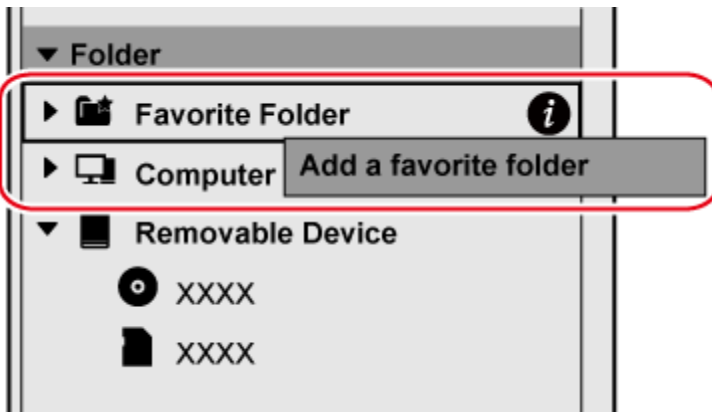 Folder
Favorite Folder
Computer
Add a favorite folder
Removable Device
XXXX
XXXX